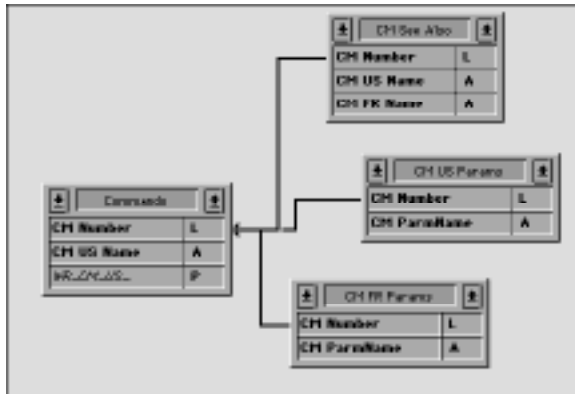 CM See Also
CM Number L
CM US Name A
CM FR Name A
CM US Params
CM Number L
CM ParmName A
Commands
CM Number L
CM US Name A
P
CM FR Params
CM Number L
CM ParmName A